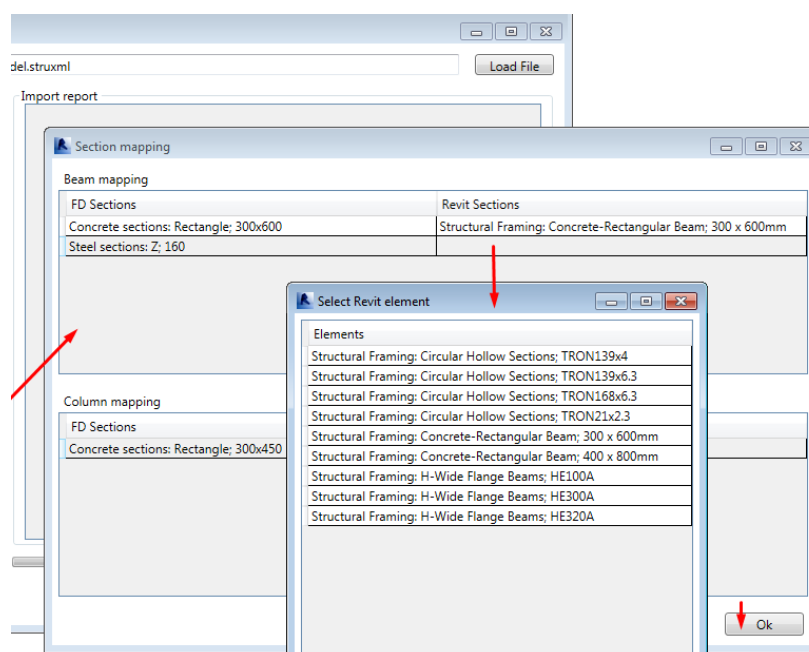 del.struxml
Load File
Import report
Section mapping
Beam mapping
FD Sections Revit Sections
Concrete sections: Rectangle; 300x600 Structural Framing: Concrete-Rectangular Beam; 300 x 600mm
Steel sections: Z; 160
Select Revit element
Elements
Structural Framing: Circular Hollow Sections; TRON139x4
Structural Framing: Circular Hollow Sections; TRON139x6.3
Structural Framing: Circular Hollow Sections; TRON168x6.3
Structural Framing: Circular Hollow Sections; TRON21x2.3
Structural Framing: Concrete-Rectangular Beam; 300 x 600mm
Structural Framing: Concrete-Rectangular Beam; 400 x 800mm
Structural Framing: H-Wide Flange Beams; HE100A
Structural Framing: H-Wide Flange Beams; HE300A
Structural Framing: H-Wide Flange Beams; HE320A
Column mapping
FD Sections
Concrete sections: Rectangle; 300x450
Ok